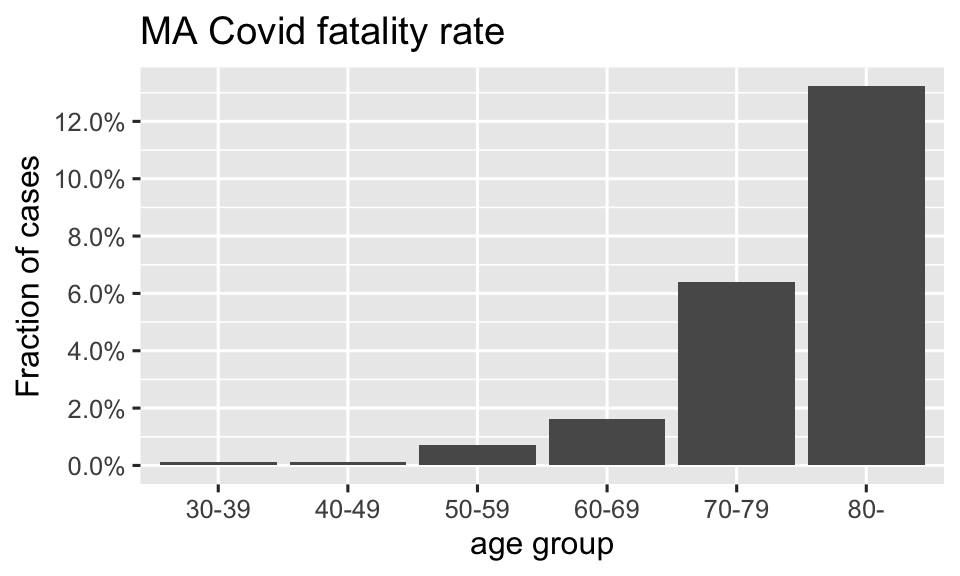 MA Covid fatality rate
Fraction of cases
12.0%
10.0%
8.0%
6.0%
4.0%
2.0%
0.0%
30-39 40-49 50-59 60-69 70-79 80-
age group